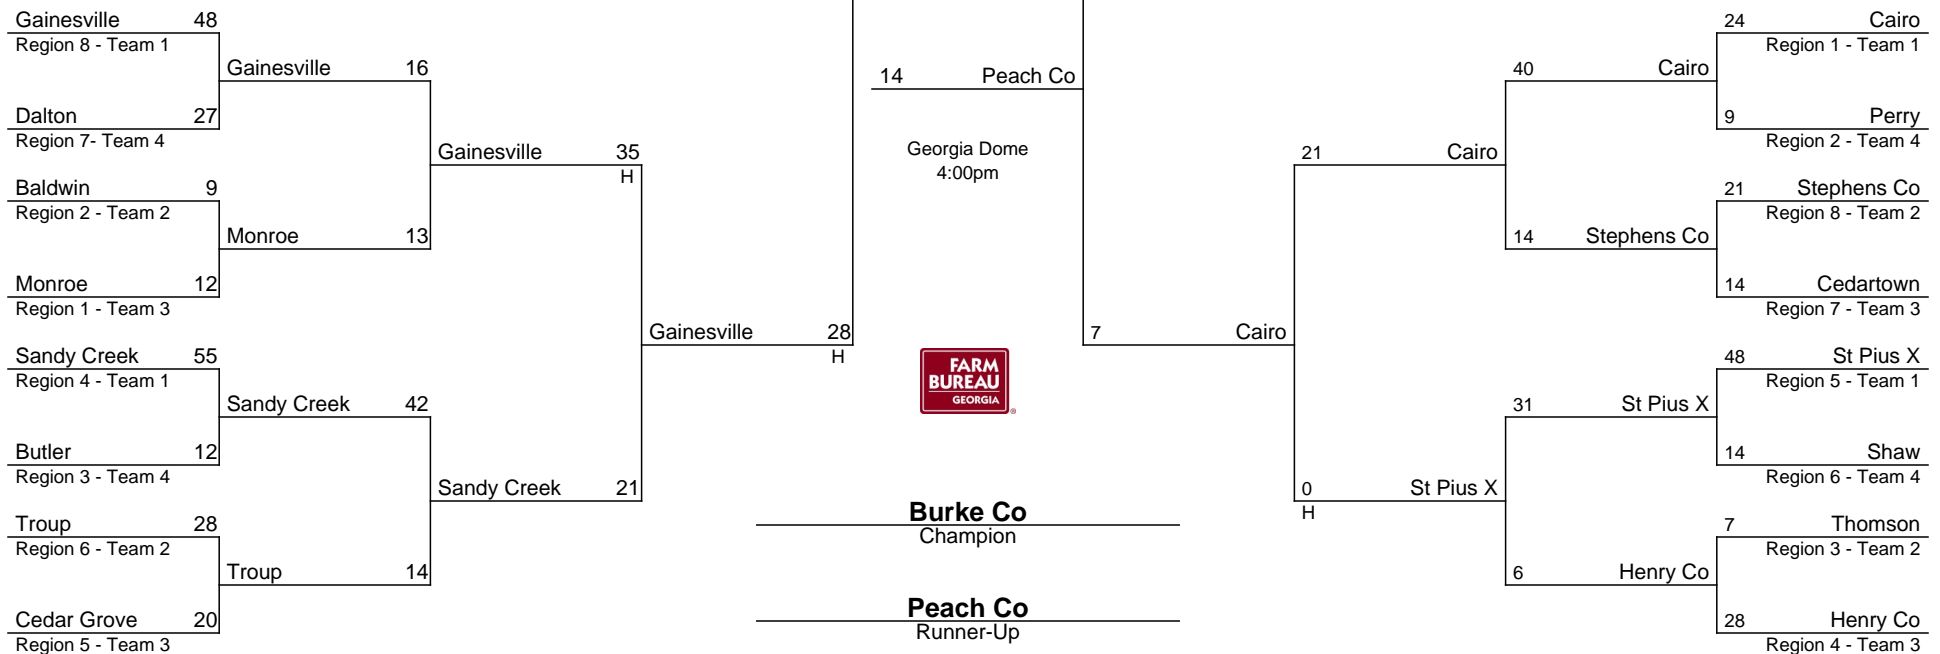 Gainesville 48
Region 8 - Team 1
Gainesville 16
Dalton 27
Region 7- Team 4
Gainesville 35
H
Baldwin 9
Region 2 - Team 2
Monroe 13
Monroe 12
Region 1 - Team 3
Gainesville 28
H
Sandy Creek 55
Region 4 - Team 1
Sandy Creek 42
Butler 12
Region 3 - Team 4
Sandy Creek 21
Troup 28
Region 6 - Team 2
Troup 14
Cedar Grove 20
Region 5 - Team 3
14 Peach Co
Georgia Dome
4:00pm
FARM
BUREAU
GEORGIA
®
Burke Co
Champion
Peach Co
Runner-Up
24 Cairo
Region 1 - Team 1
40 Cairo
9 Perry
Region 2 - Team 4
21 Cairo
21 Stephens Co
Region 8 - Team 2
14 Stephens Co
14 Cedartown
Region 7 - Team 3
7 Cairo
48 St Pius X
Region 5 - Team 1
31 St Pius X
14 Shaw
Region 6 - Team 4
0 St Pius X
H
7 Thomson
Region 3 - Team 2
6 Henry Co
28 Henry Co
Region 4 - Team 3